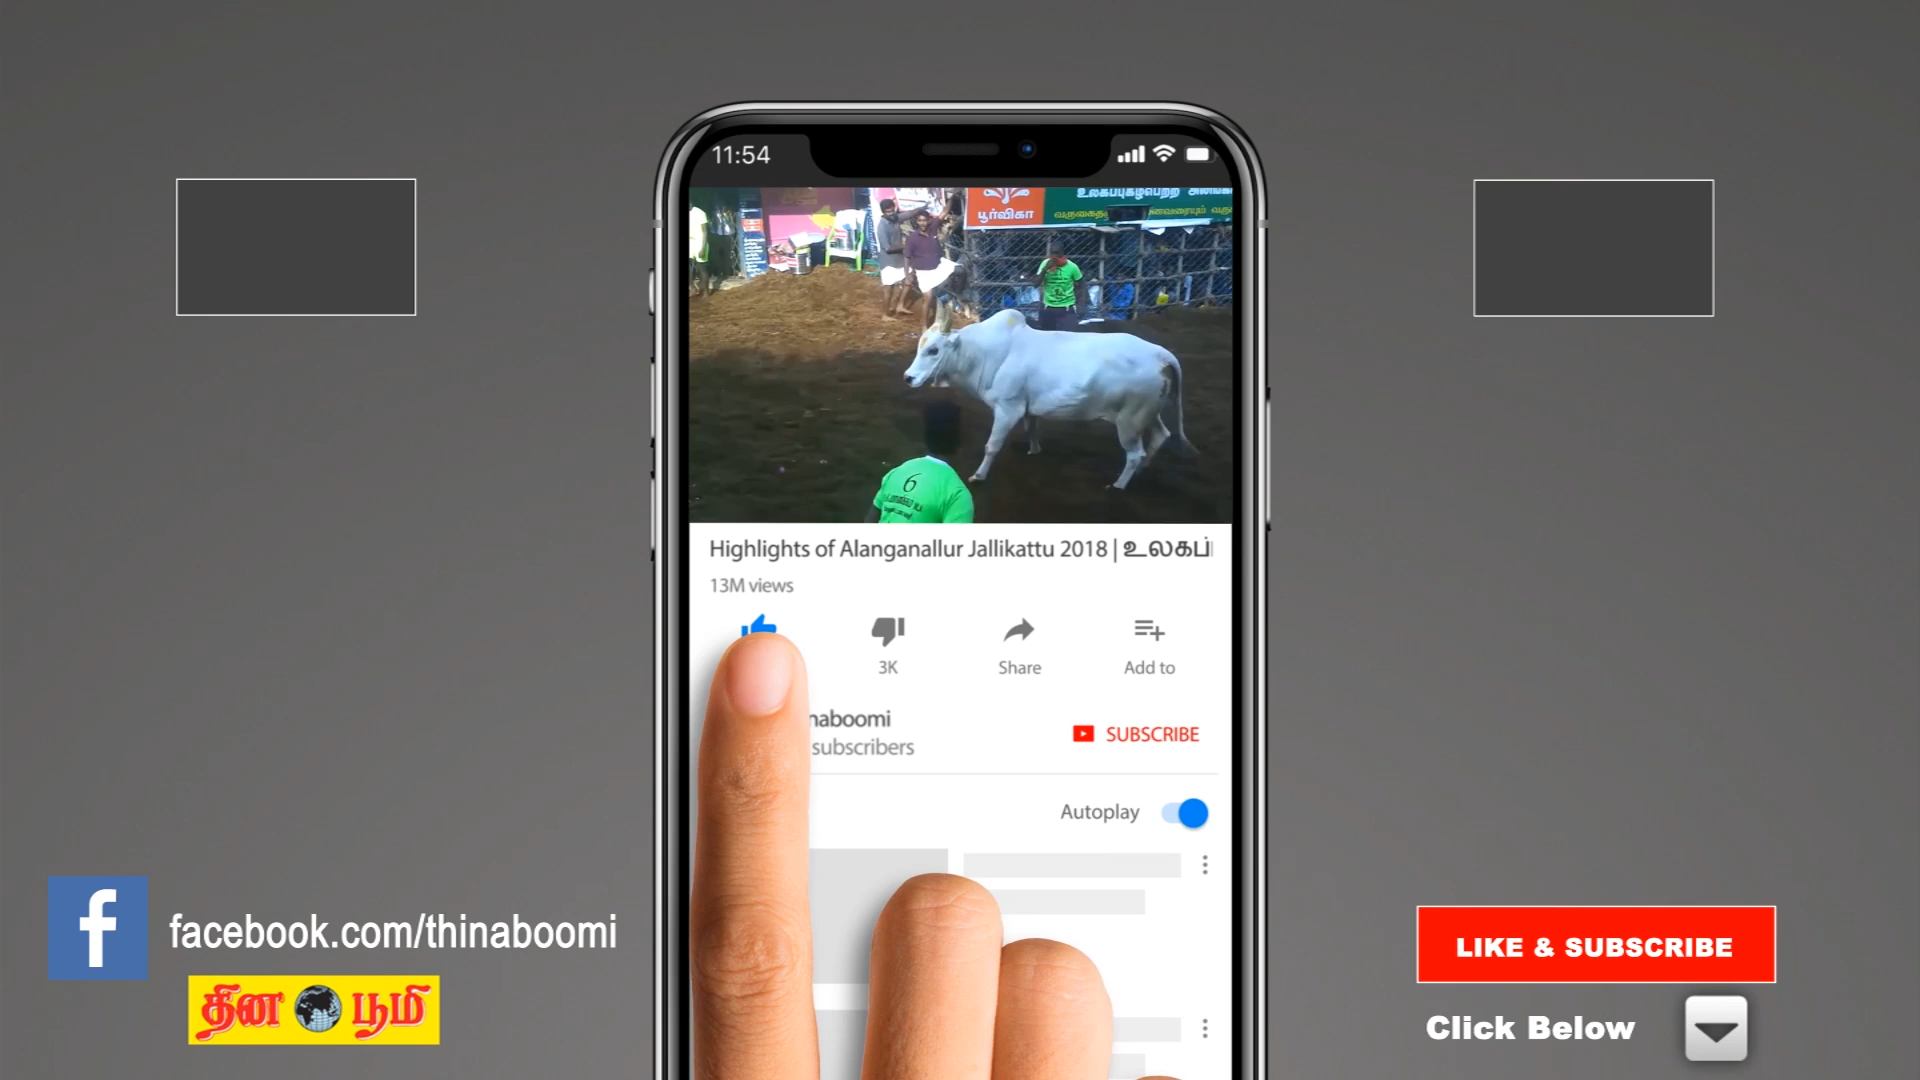 11:54
பூர்விகா
Highlights of Alanganallur Jallikattu 2018 | உலகப்
13M views
3K
Share
Add to
naboomi
subscribers
SUBSCRIBE
Autoplay
6
facebook.com/thinaboomi
தின பூமி
LIKE & SUBSCRIBE
Click Below